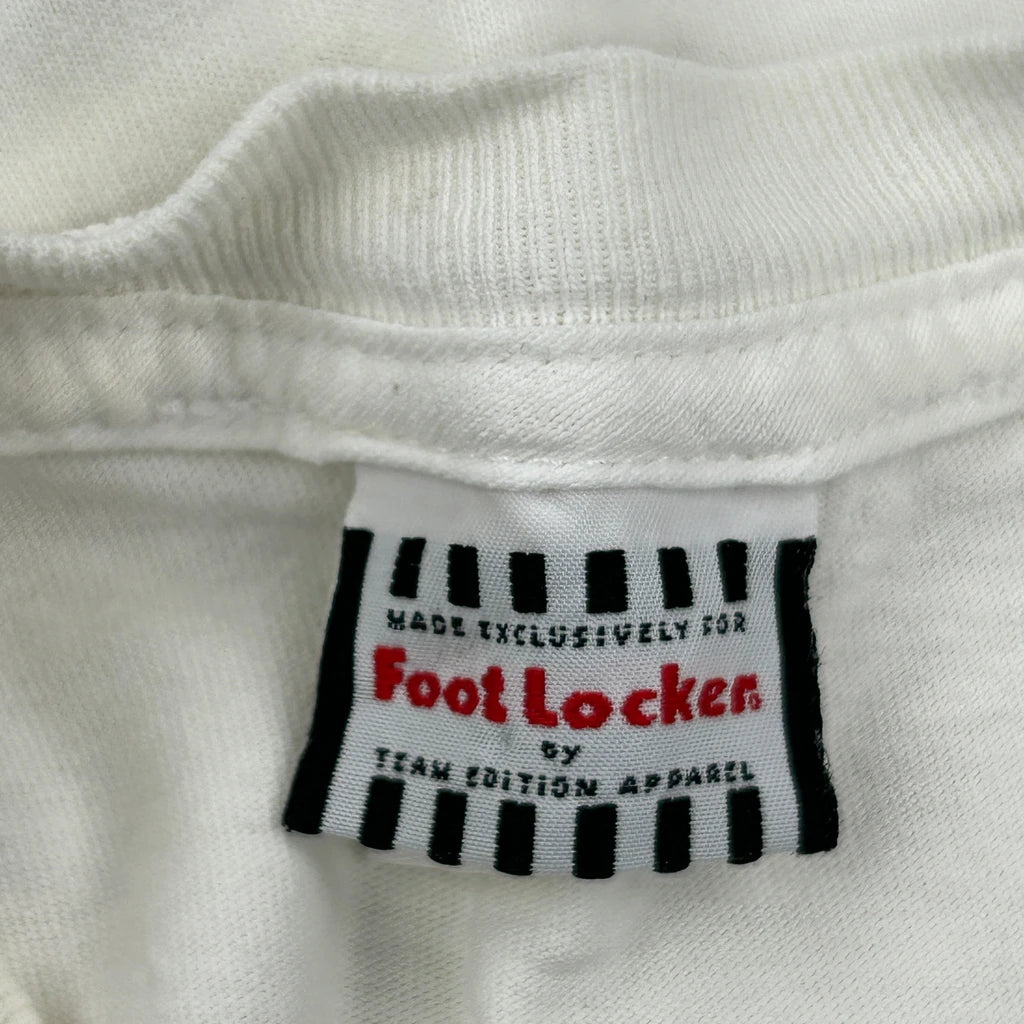 MADE EXCLUSIVELY FOR
Foot Locker®
by
TEAM EDITION APPAREL